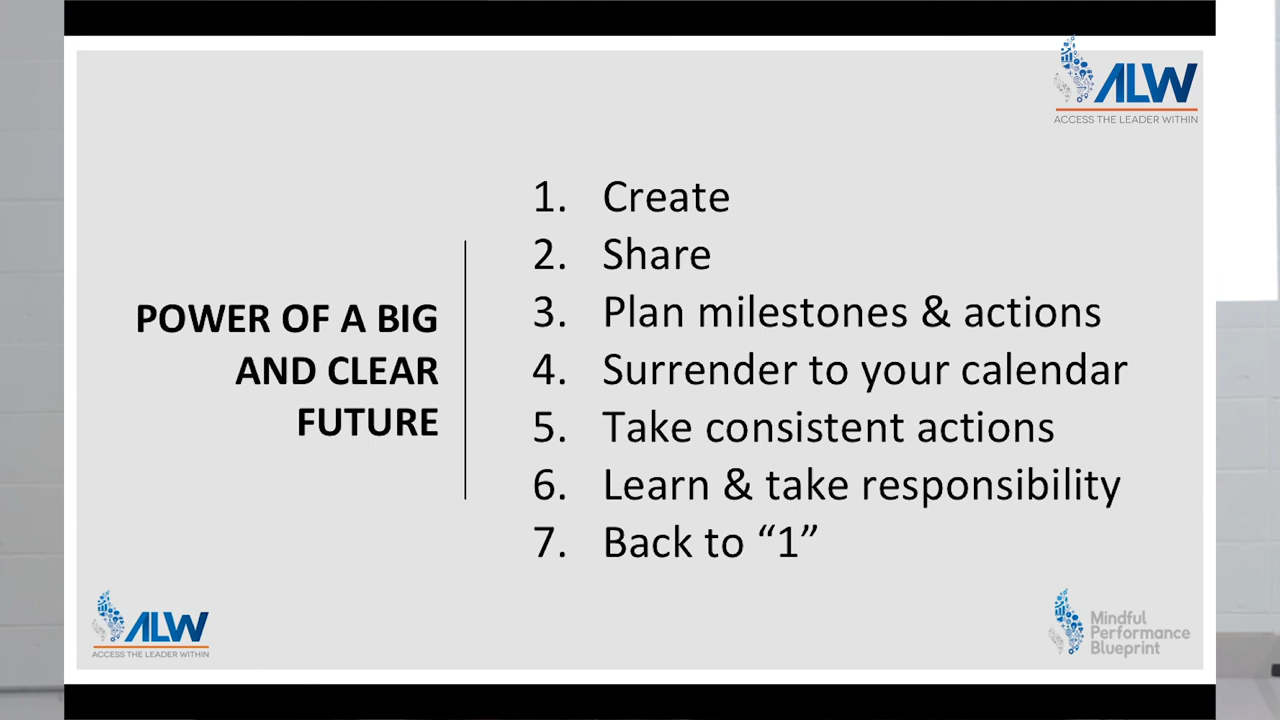 ALW
ACCESS THE LEADER WITHIN
POWER OF A BIG
AND CLEAR
FUTURE
1. Create
2. Share
3. Plan milestones & actions
4. Surrender to your calendar
5. Take consistent actions
6. Learn & take responsibility
7. Back to “1”
ALW
ACCESS THE LEADER WITHIN
Mindful
Performance
Blueprint